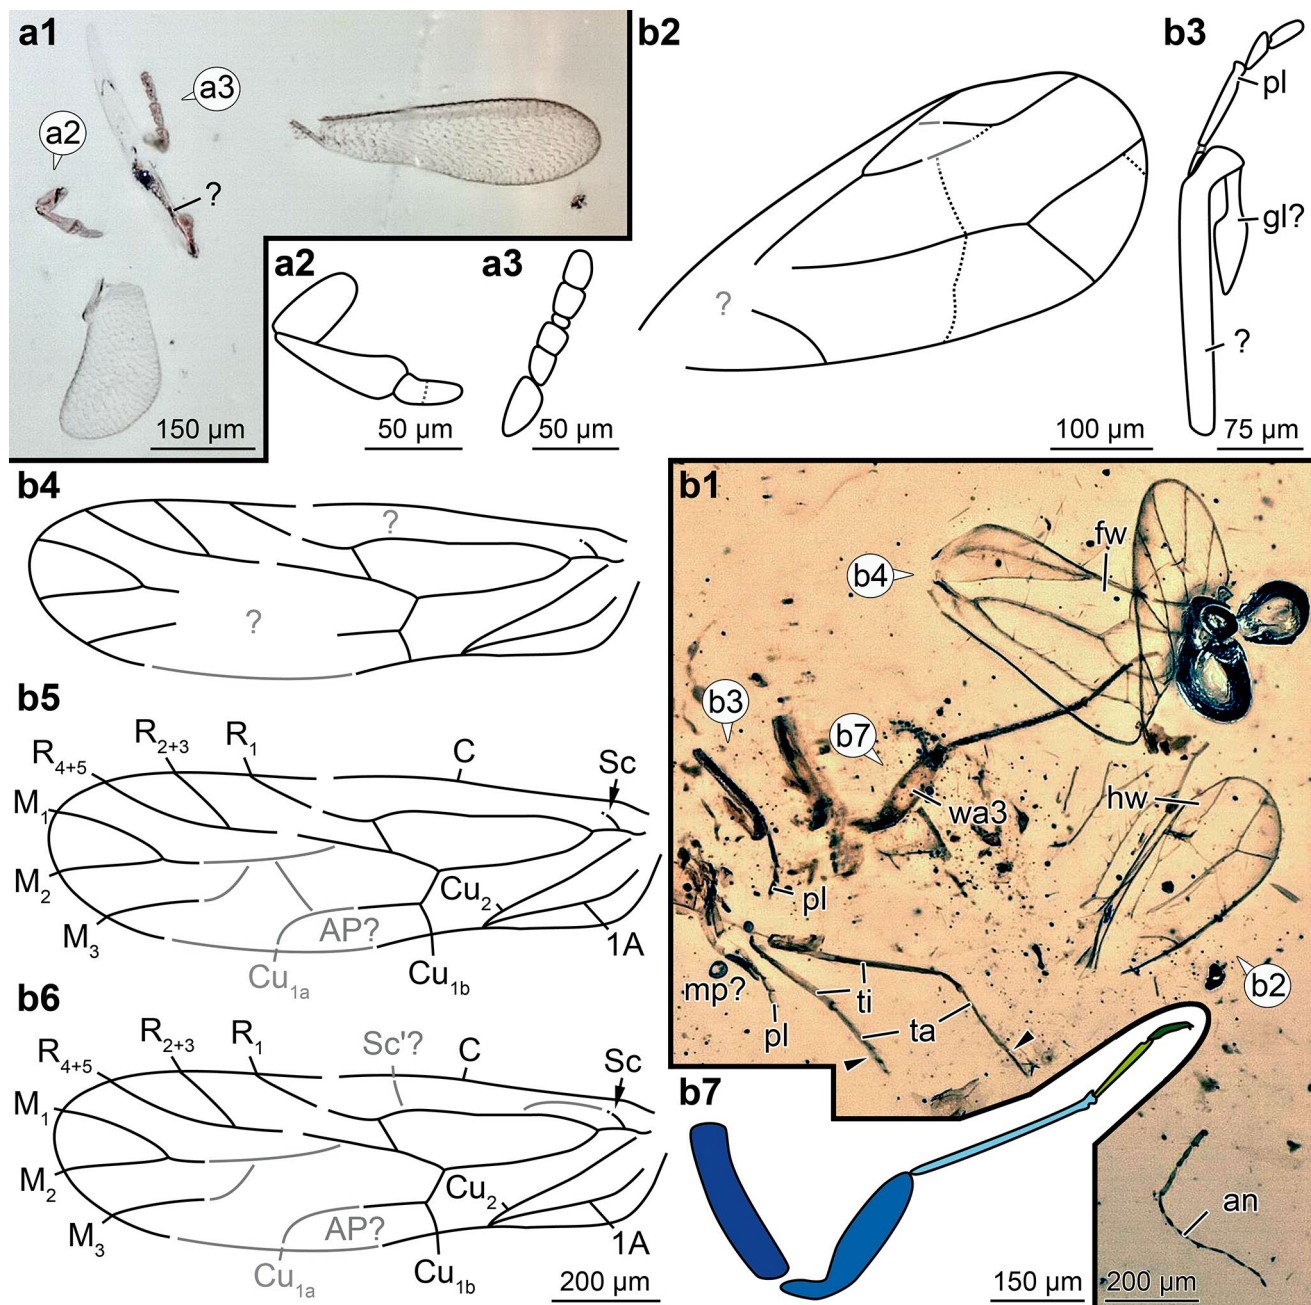 a1
a3
a2
?
150 µm
a2
50 µm
a3
50 µm
b2
?
100 µm
b3
pl
gl?
?
75 µm
b4
?
?
b5
R4+5
R2+3
R1
C
Sc
M1
M2
M3
Cu2
AP?
1A
Cu1a
Cu1b
b6
R4+5
R2+3
R1
Sc'?
C
Sc
M1
M2
M3
Cu2
AP?
1A
Cu1a
Cu1b
200 µm
b1
fw
b4
b3
b7
hw
wa3
pl
mp?
ti
b2
pl
ta
b7
150 µm
an
200 µm